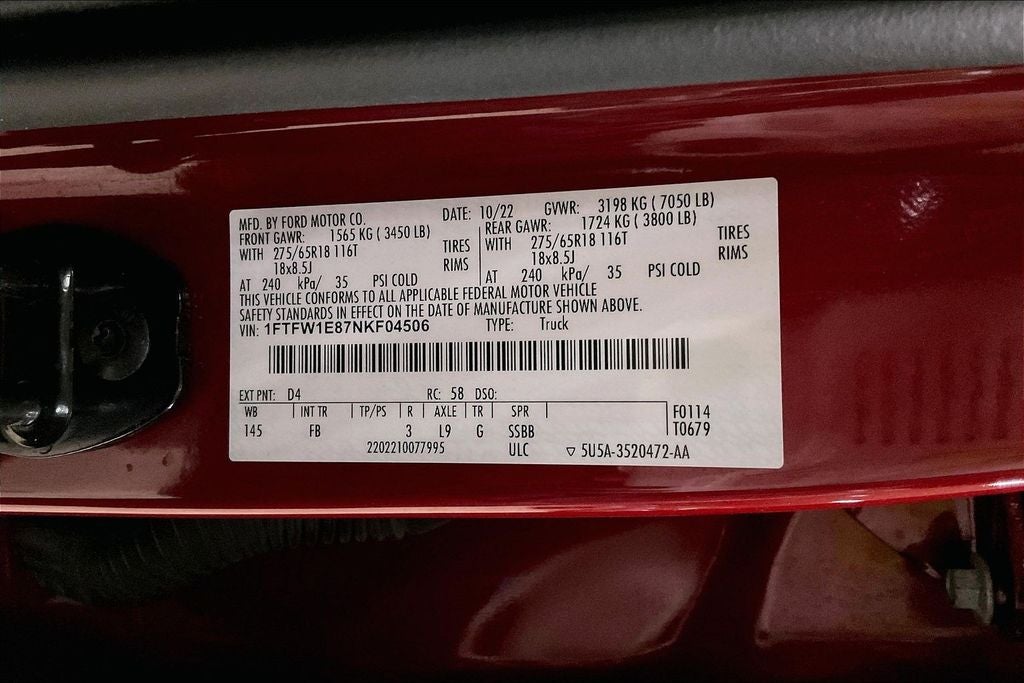 MFD. BY FORD MOTOR CO. DATE: 10/22 GVWR: 3198 KG ( 7050 LB)
FRONT GAWR: 1565 KG ( 3450 LB) REAR GAWR: 1724 KG ( 3800 LB)
WITH 275/65R18 116T TIRES WITH 275/65R18 116T TIRES
18x8.5J RIMS 18x8.5J RIMS
AT 240 kPa/ 35 PSI COLD AT 240 kPa/ 35 PSI COLD
THIS VEHICLE CONFORMS TO ALL APPLICABLE FEDERAL MOTOR VEHICLE
SAFETY STANDARDS IN EFFECT ON THE DATE OF MANUFACTURE SHOWN ABOVE.
VIN: 1FTFW1E87NKF04506 TYPE: Truck
EXT PNT: D4 RC: 58 DSO:
WB INT TR TP/PS R AXLE TR SPR F0114
145 FB 3 L9 G SSBB T0679
2202210077995 ULC ▽ 5U5A-3520472-AA